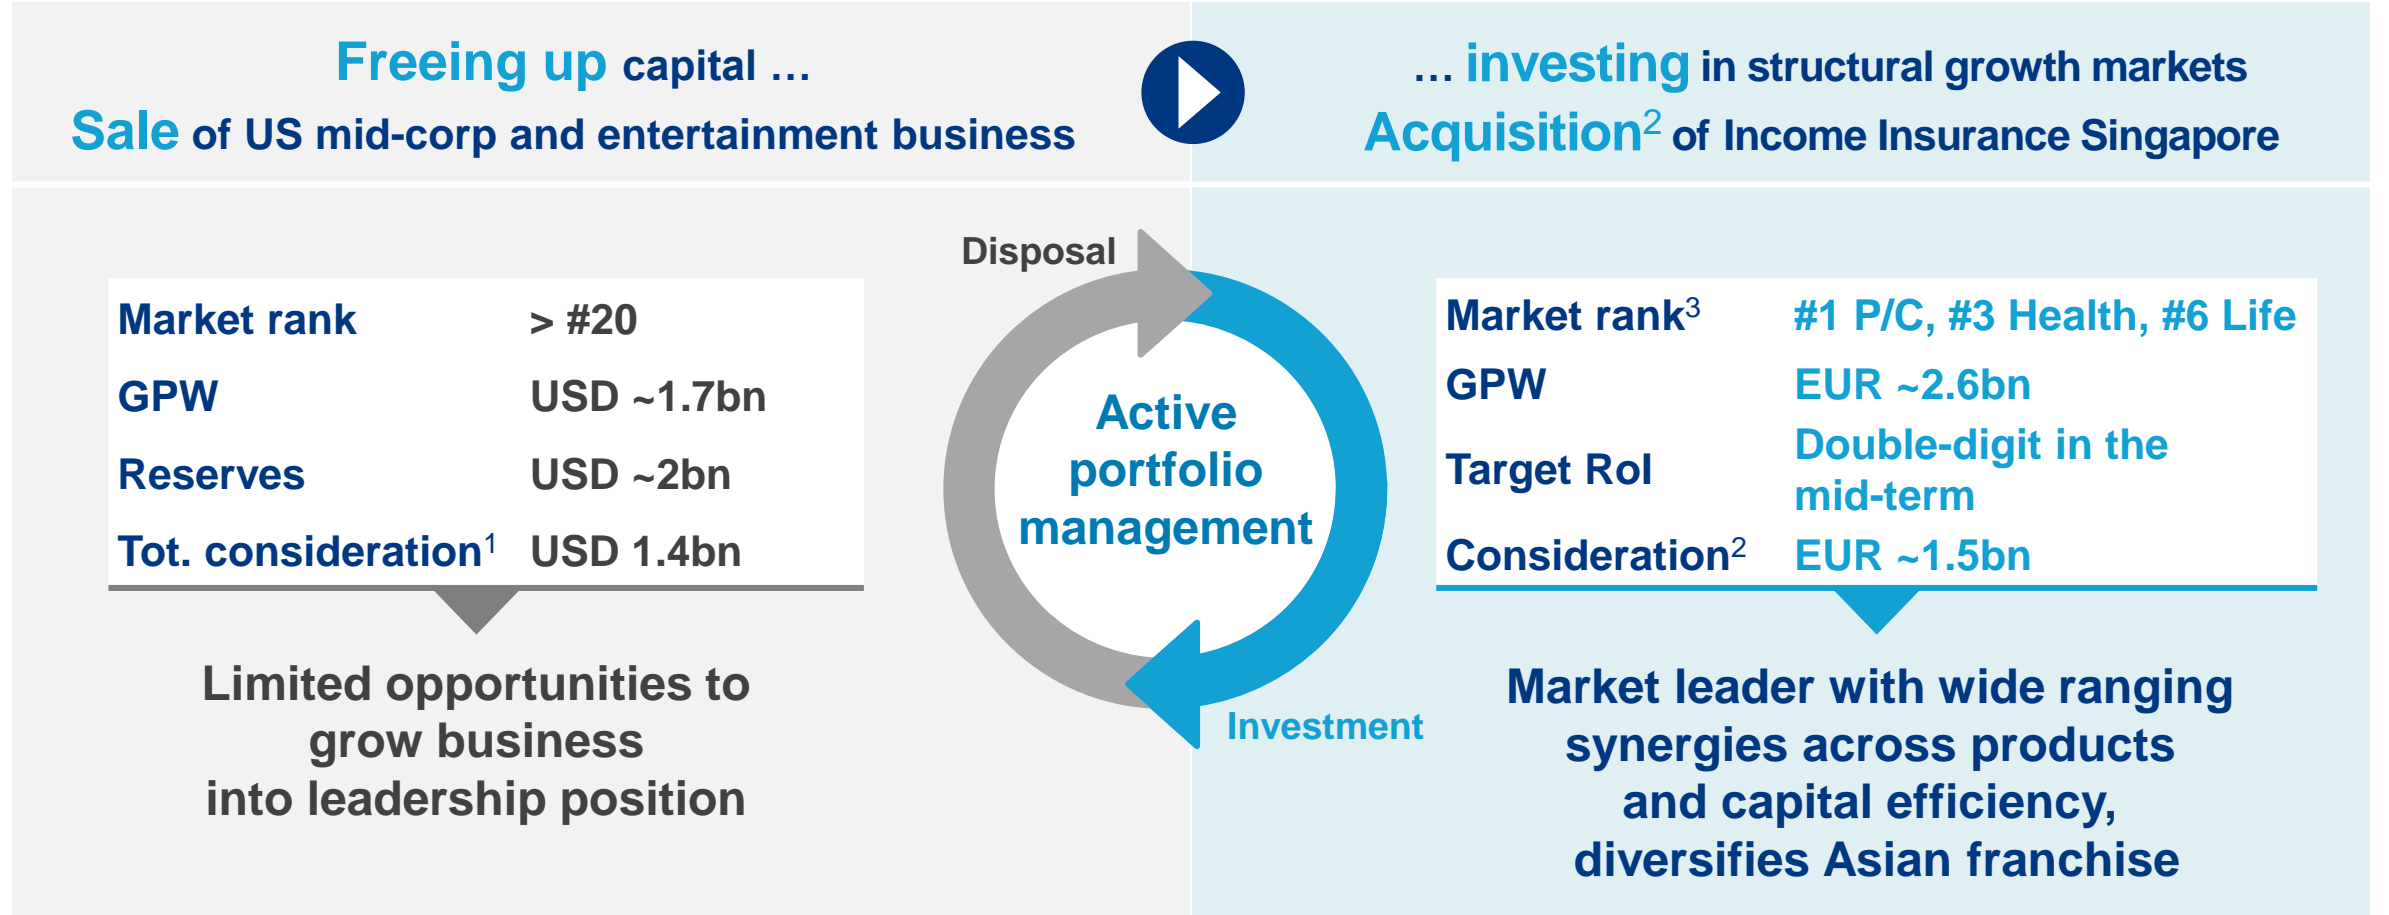 Freeing up capital …
Sale of US mid-corp and entertainment business
… investing in structural growth markets
Acquisition2 of Income Insurance Singapore
Market rank > #20
GPW USD ~1.7bn
Reserves USD ~2bn
Tot. consideration1 USD 1.4bn
Limited opportunities to
grow business
into leadership position
Disposal
Active
portfolio
management
Investment
Market rank3 #1 P/C, #3 Health, #6 Life
GPW EUR ~2.6bn
Target RoI Double-digit in the
mid-term
Consideration2 EUR ~1.5bn
Market leader with wide ranging
synergies across products
and capital efficiency,
diversifies Asian franchise